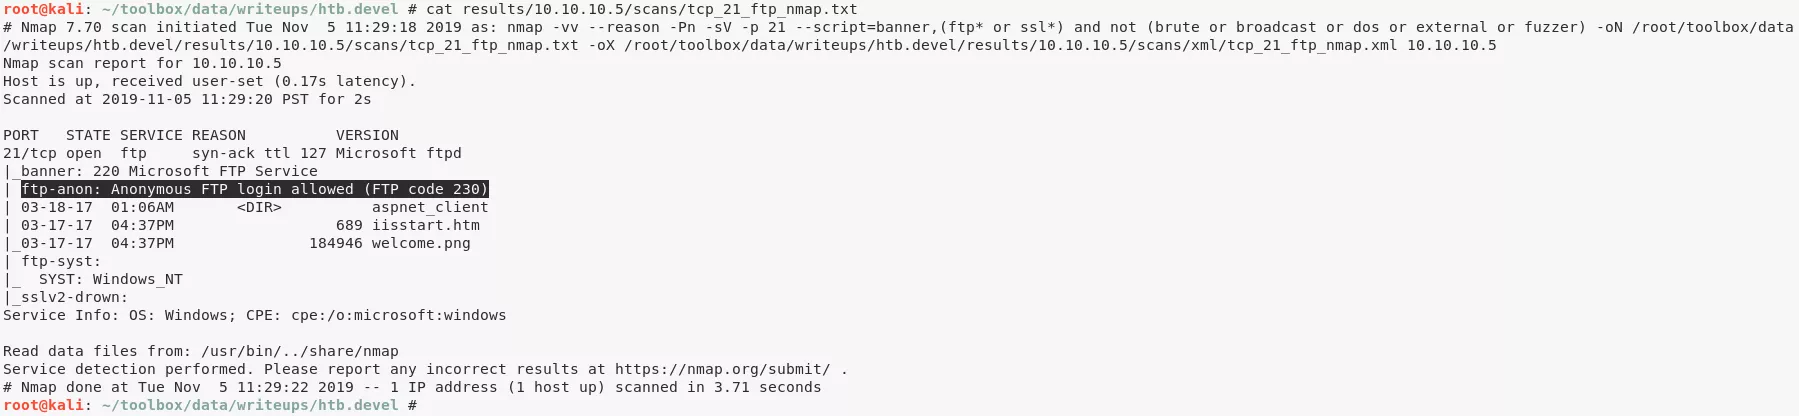 root@kali: ~/toolbox/data/writeups/htb.devel # cat results/10.10.10.5/scans/tcp_21_ftp_nmap.txt
# Nmap 7.70 scan initiated Tue Nov  5 11:29:18 2019 as: nmap -vv --reason -Pn -sV -p 21 --script=banner,(ftp* or ssl*) and not (brute or broadcast or dos or external or fuzzer) -oN /root/toolbox/data
/writeups/htb.devel/results/10.10.10.5/scans/tcp_21_ftp_nmap.txt -oX /root/toolbox/data/writeups/htb.devel/results/10.10.10.5/scans/xml/tcp_21_ftp_nmap.xml 10.10.10.5
Nmap scan report for 10.10.10.5
Host is up, received user-set (0.17s latency).
Scanned at 2019-11-05 11:29:20 PST for 2s

PORT   STATE SERVICE REASON          VERSION
21/tcp open  ftp     syn-ack ttl 127 Microsoft ftpd
|_banner: 220 Microsoft FTP Service
| ftp-anon: Anonymous FTP login allowed (FTP code 230)
| 03-18-17  01:06AM       <DIR>          aspnet_client
| 03-17-17  04:37PM                  689 iisstart.htm
|_03-17-17  04:37PM               184946 welcome.png
| ftp-syst:
|_  SYST: Windows_NT
|_sslv2-drown:
Service Info: OS: Windows; CPE: cpe:/o:microsoft:windows

Read data files from: /usr/bin/../share/nmap
Service detection performed. Please report any incorrect results at https://nmap.org/submit/ .
# Nmap done at Tue Nov  5 11:29:22 2019 -- 1 IP address (1 host up) scanned in 3.71 seconds
root@kali: ~/toolbox/data/writeups/htb.devel #